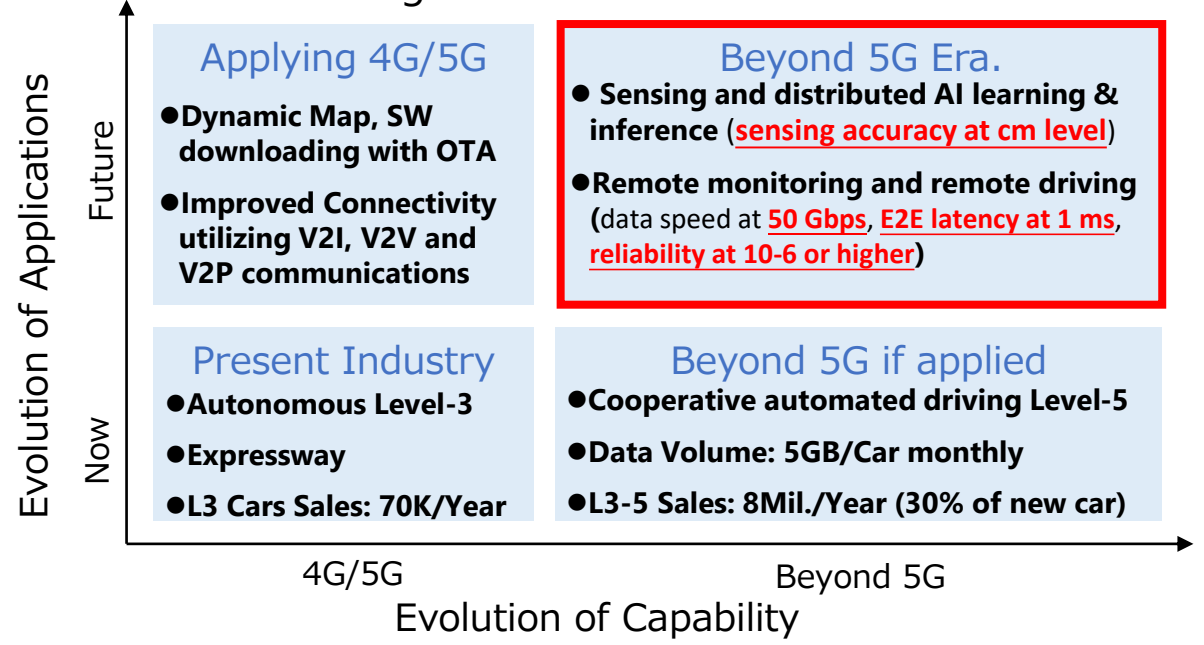 Evolution of Applications
Future
Now
Applying 4G/5G
●Dynamic Map, SW
downloading with OTA
●Improved Connectivity
utilizing V2I, V2V and
V2P communications
Beyond 5G Era.
● Sensing and distributed AI learning &
inference (sensing accuracy at cm level)
●Remote monitoring and remote driving
(data speed at 50 Gbps, E2E latency at 1 ms,
reliability at 10-6 or higher)
Present Industry
●Autonomous Level-3
●Expressway
●L3 Cars Sales: 70K/Year
Beyond 5G if applied
●Cooperative automated driving Level-5
●Data Volume: 5GB/Car monthly
●L3-5 Sales: 8Mil./Year (30% of new car)
4G/5G
Beyond 5G
Evolution of Capability